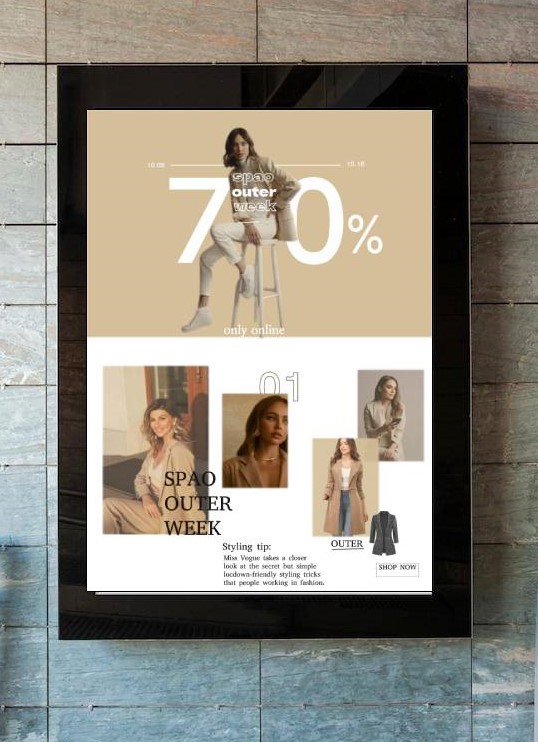 10.08
10.18
70%
spao
outer
week
only online
01
SPAO
OUTER
WEEK
Styling tip:
Miss Vogue takes a closer
look at the secret but simple
locdown-friendly styling tricks
that people working in fashion.
OUTER
SHOP NOW